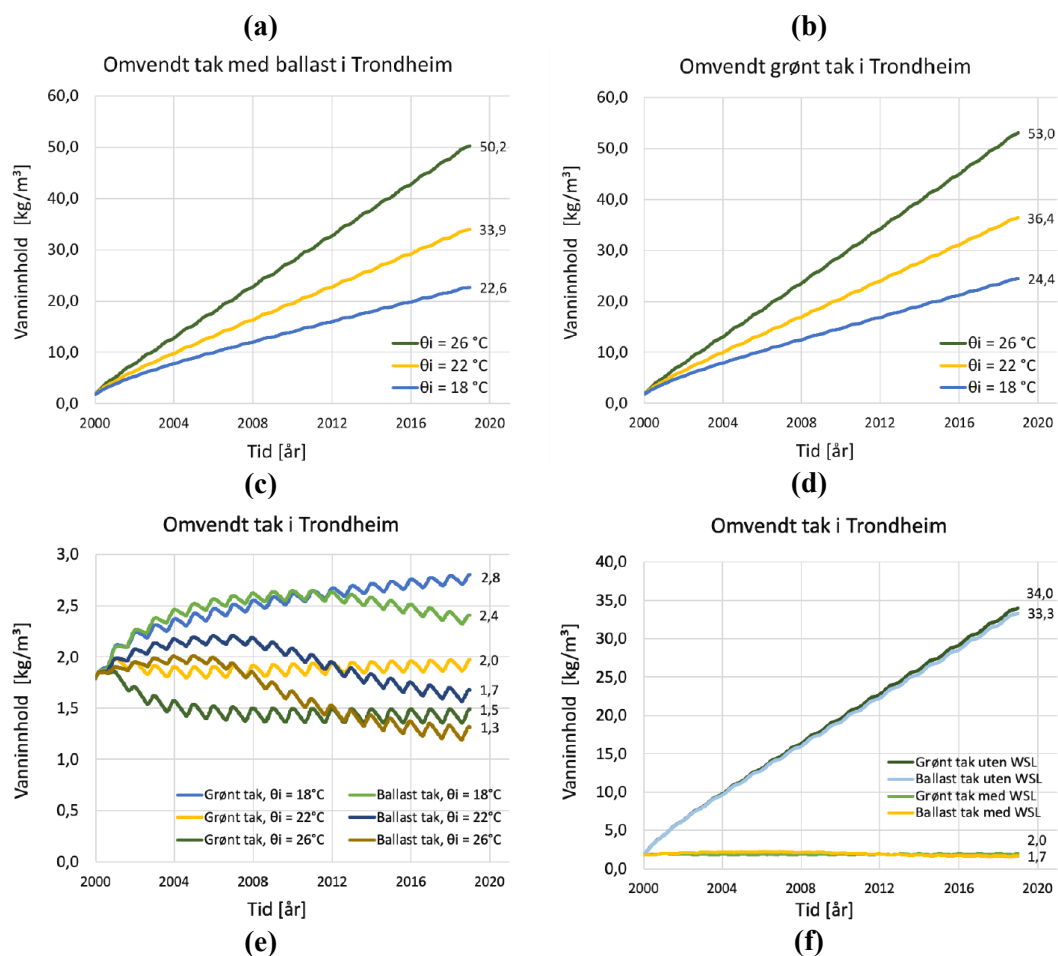 (a)
(b)
Omvendt tak med ballast i Trondheim
Vanninnhold [kg/m³]
60,0
50,0
40,0
30,0
20,0
10,0
0,0
50,2
33,9
22,6
θi = 26 °C
θi = 22 °C
θi = 18 °C
2000 2004 2008 2012 2016 2020
Tid [år]
Omvendt grønt tak i Trondheim
Vanninnhold [kg/m³]
60,0
50,0
40,0
30,0
20,0
10,0
0,0
53,0
36,4
24,4
θi = 26 °C
θi = 22 °C
θi = 18 °C
2000 2004 2008 2012 2016 2020
Tid [år]
(c)
(d)
Omvendt tak i Trondheim
Vanninnhold [kg/m³]
3,0
2,5
2,0
1,5
1,0
0,5
0,0
2,8
2,4
2,0
1,7
1,5
1,3
Grønt tak, θi = 18°C
Ballast tak, θi = 18°C
Grønt tak, θi = 22°C
Ballast tak, θi = 22°C
Grønt tak, θi = 26°C
Ballast tak, θi = 26°C
2000 2004 2008 2012 2016 2020
Tid [år]
Omvendt tak i Trondheim
Vanninnhold [kg/m³]
40,0
35,0
30,0
25,0
20,0
15,0
10,0
5,0
0,0
34,0
33,3
Grønt tak uten WSL
Ballast tak uten WSL
Grønt tak med WSL
Ballast tak med WSL
2,0
1,7
2000 2004 2008 2012 2016 2020
Tid [år]
(e)
(f)